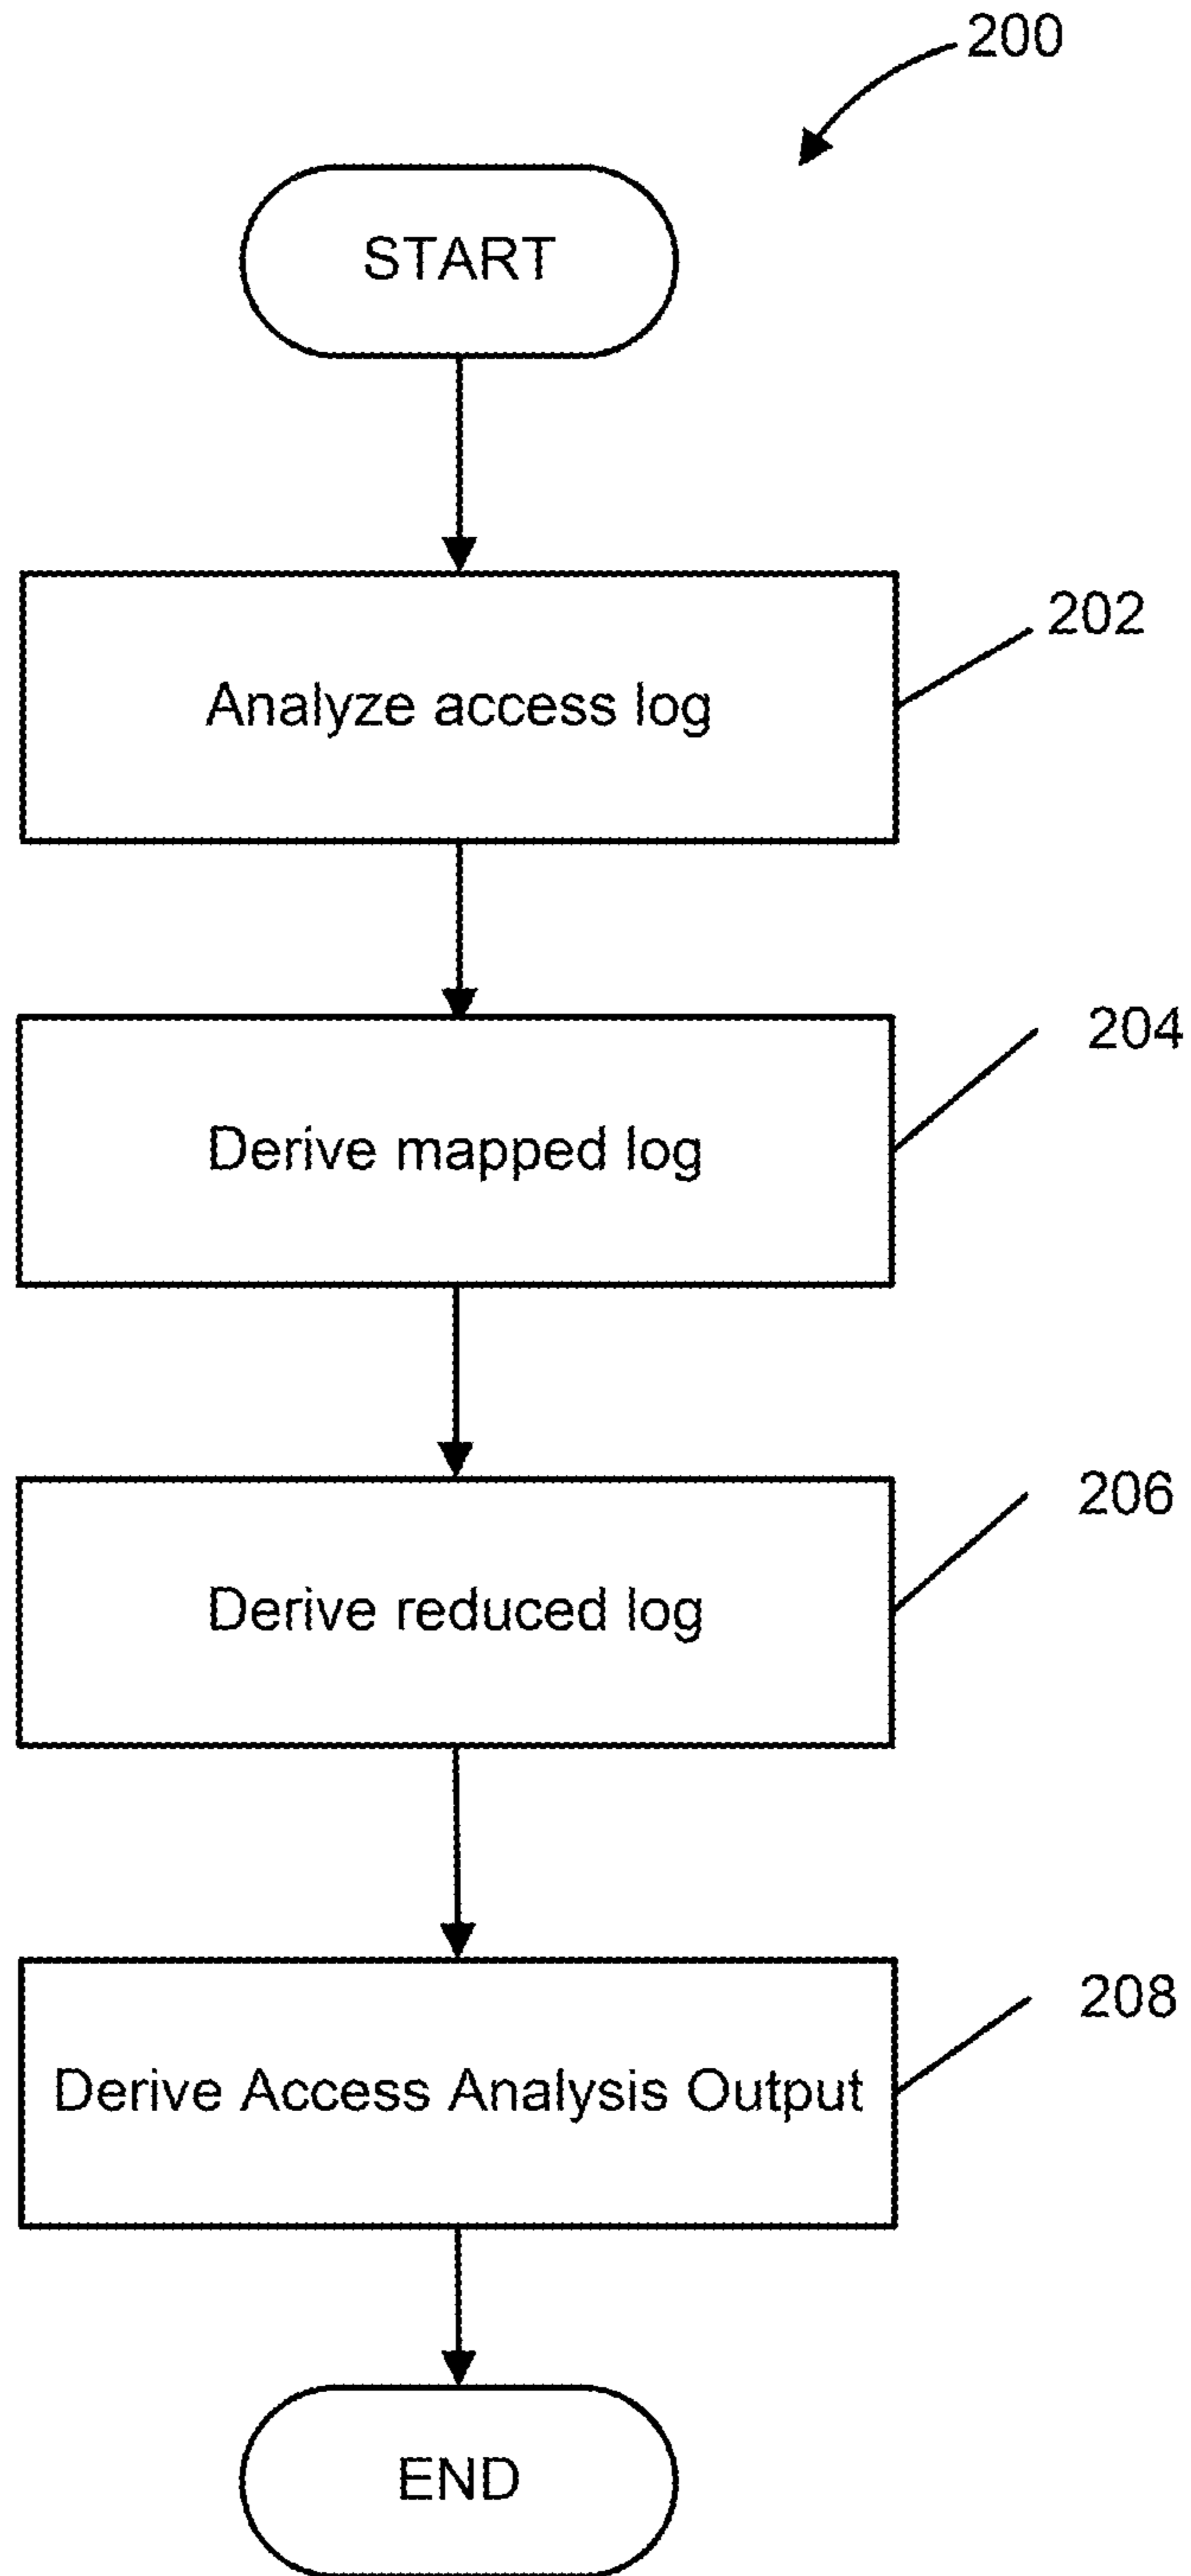 200
START
202
Analyze access log
204
Derive mapped log
206
Derive reduced log
208
Derive Access Analysis Output
END